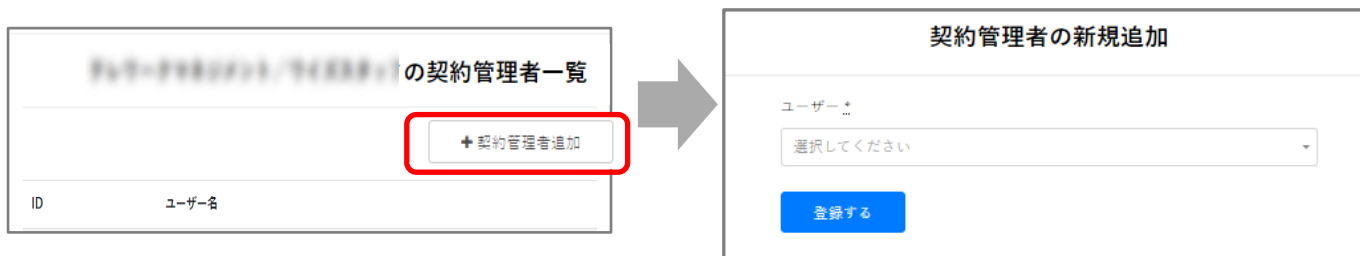 の契約管理者一覧
+契約管理者追加
ID ユーザー名
契約管理者の新規追加
ユーザー *
選択してください
登録する